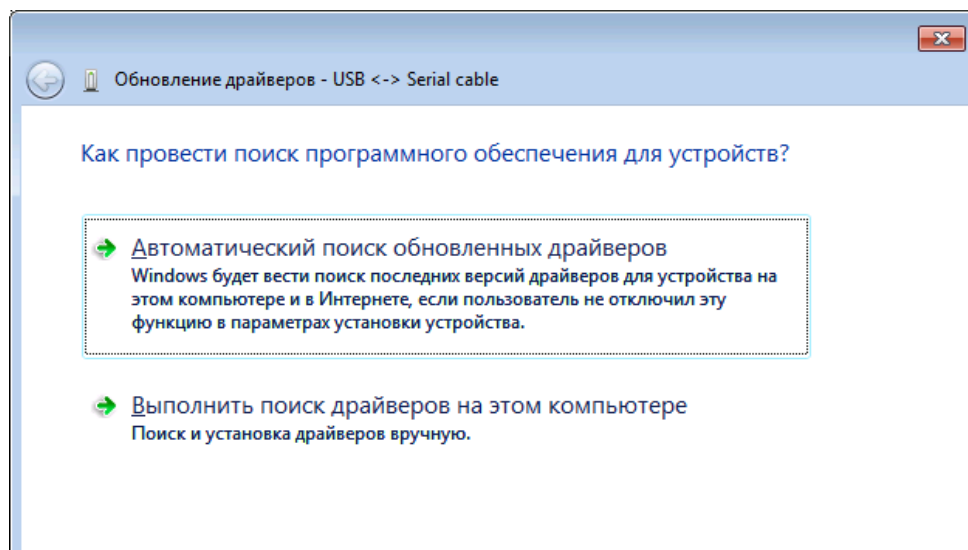 Обновление драйверов - USB <-> Serial cable
Как провести поиск программного обеспечения для устройств?
Автоматический поиск обновленных драйверов
Windows будет вести поиск последних версий драйверов для устройства на
этом компьютере и в Интернете, если пользователь не отключил эту
функцию в параметрах установки устройства.
Выполнить поиск драйверов на этом компьютере
Поиск и установка драйверов вручную.